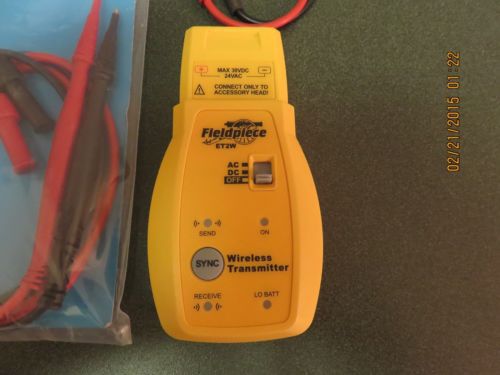 MAX 30VDC
24VAC
CONNECT ONLY TO
ACCESSORY HEAD!
Fieldpiece
ET2W
AC
DC
OFF
SEND
ON
SYNC
Wireless
Transmitter
RECEIVE
LO BATT
02/21/2015 01:22